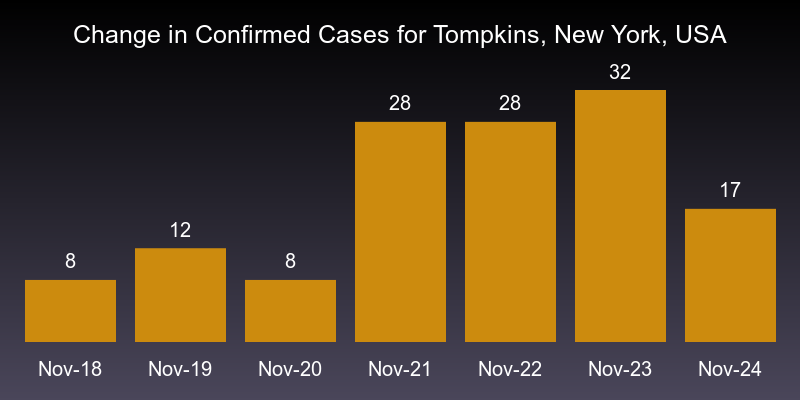 Change in Confirmed Cases for Tompkins, New York, USA
8
12
8
28
28
32
17
Nov-18
Nov-19
Nov-20
Nov-21
Nov-22
Nov-23
Nov-24